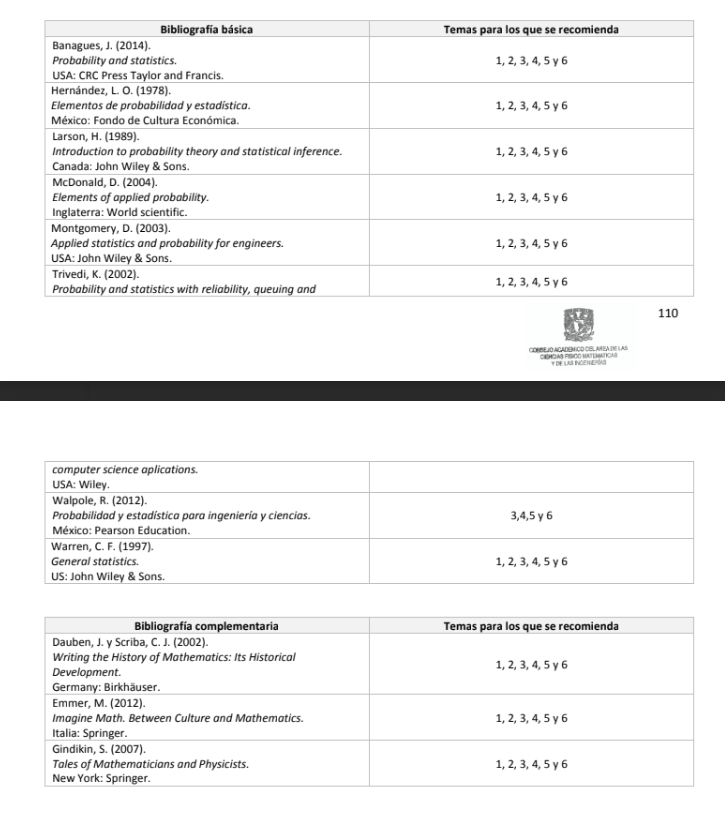 Bibliografía básica Temas para los que se recomienda
Banagues, J. (2014).
Probability and statistics.
USA: CRC Press Taylor and Francis.
1, 2, 3, 4, 5 y 6
Hernández, L. O. (1978).
Elementos de probabilidad y estadística.
México: Fondo de Cultura Económica.
1, 2, 3, 4, 5 y 6
Larson, H. (1989).
Introduction to probability theory and statistical inference.
Canada: John Wiley & Sons.
1, 2, 3, 4, 5 y 6
McDonald, D. (2004).
Elements of applied probability.
Inglaterra: World scientific.
1, 2, 3, 4, 5 y 6
Montgomery, D. (2003).
Applied statistics and probability for engineers.
USA: John Wiley & Sons.
1, 2, 3, 4, 5 y 6
Trivedi, K. (2002).
Probability and statistics with reliability, queuing and
1, 2, 3, 4, 5 y 6
110
CONSEJO ACADEMICO DEL AREA DE LAS
CIENCIAS FISICO MATEMATICAS
Y DE LAS INGENIERÍAS
computer science aplications.
USA: Wiley.
Walpole, R. (2012).
Probabilidad y estadística para ingeniería y ciencias.
México: Pearson Education.
3,4,5 y 6
Warren, C. F. (1997).
General statistics.
US: John Wiley & Sons.
1, 2, 3, 4, 5 y 6
Bibliografía complementaria Temas para los que se recomienda
Dauben, J. y Scriba, C. J. (2002).
Writing the History of Mathematics: Its Historical
Development.
Germany: Birkhäuser.
1, 2, 3, 4, 5 y 6
Emmer, M. (2012).
Imagine Math. Between Culture and Mathematics.
Italia: Springer.
1, 2, 3, 4, 5 y 6
Gindikin, S. (2007).
Tales of Mathematicians and Physicists.
New York: Springer.
1, 2, 3, 4, 5 y 6